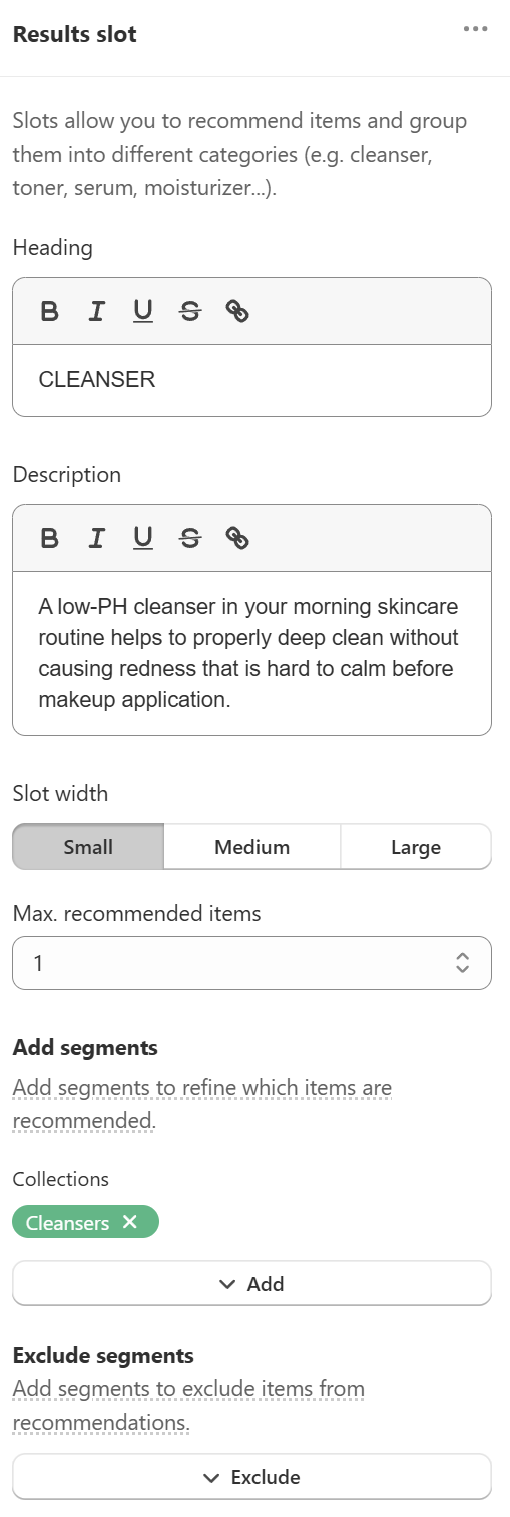 Results slot
Slots allow you to recommend items and group
them into different categories (e.g. cleanser,
toner, serum, moisturizer...).
Heading
B I U S
CLEANSER
Description
B I U S
A low-PH cleanser in your morning skincare
routine helps to properly deep clean without
causing redness that is hard to calm before
makeup application.
Slot width
Small Medium Large
Max. recommended items
1
Add segments
Add segments to refine which items are
recommended.
Collections
Cleansers
Add
Exclude segments
Add segments to exclude items from
recommendations.
Exclude